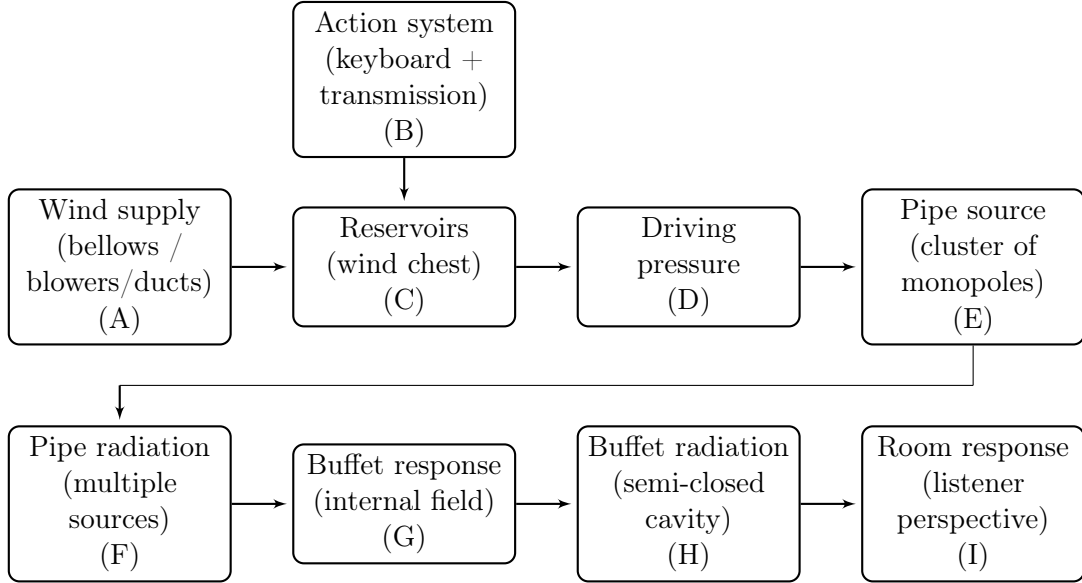 Action system
(keyboard +
transmission)
(B)
Wind supply
(bellows /
blowers/ducts)
(A)
Reservoirs
(wind chest)
(C)
Driving
pressure
(D)
Pipe source
(cluster of
monopoles)
(E)
Pipe radiation
(multiple
sources)
(F)
Buffet response
(internal field)
(G)
Buffet radiation
(semi-closed
cavity)
(H)
Room response
(listener
perspective)
(I)